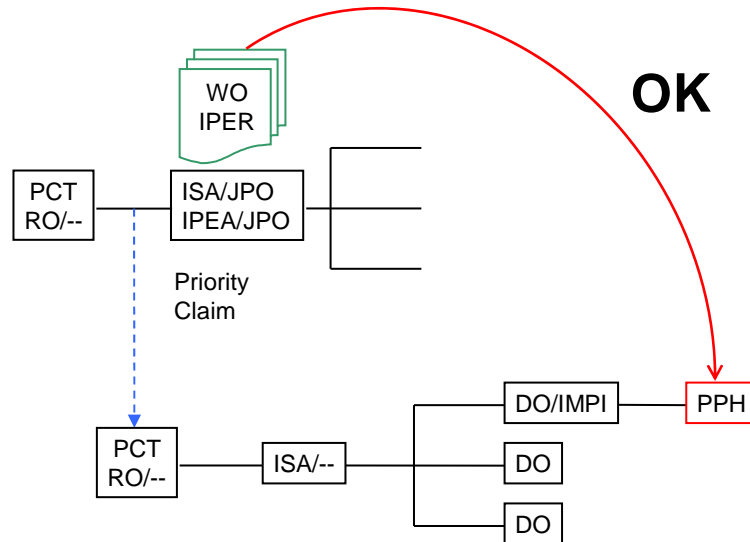 WO
IPER
OK
PCT
RO/--
ISA/JPO
IPEA/JPO
Priority
Claim
DO/IMPI
PPH
PCT
RO/--
ISA/--
DO
DO